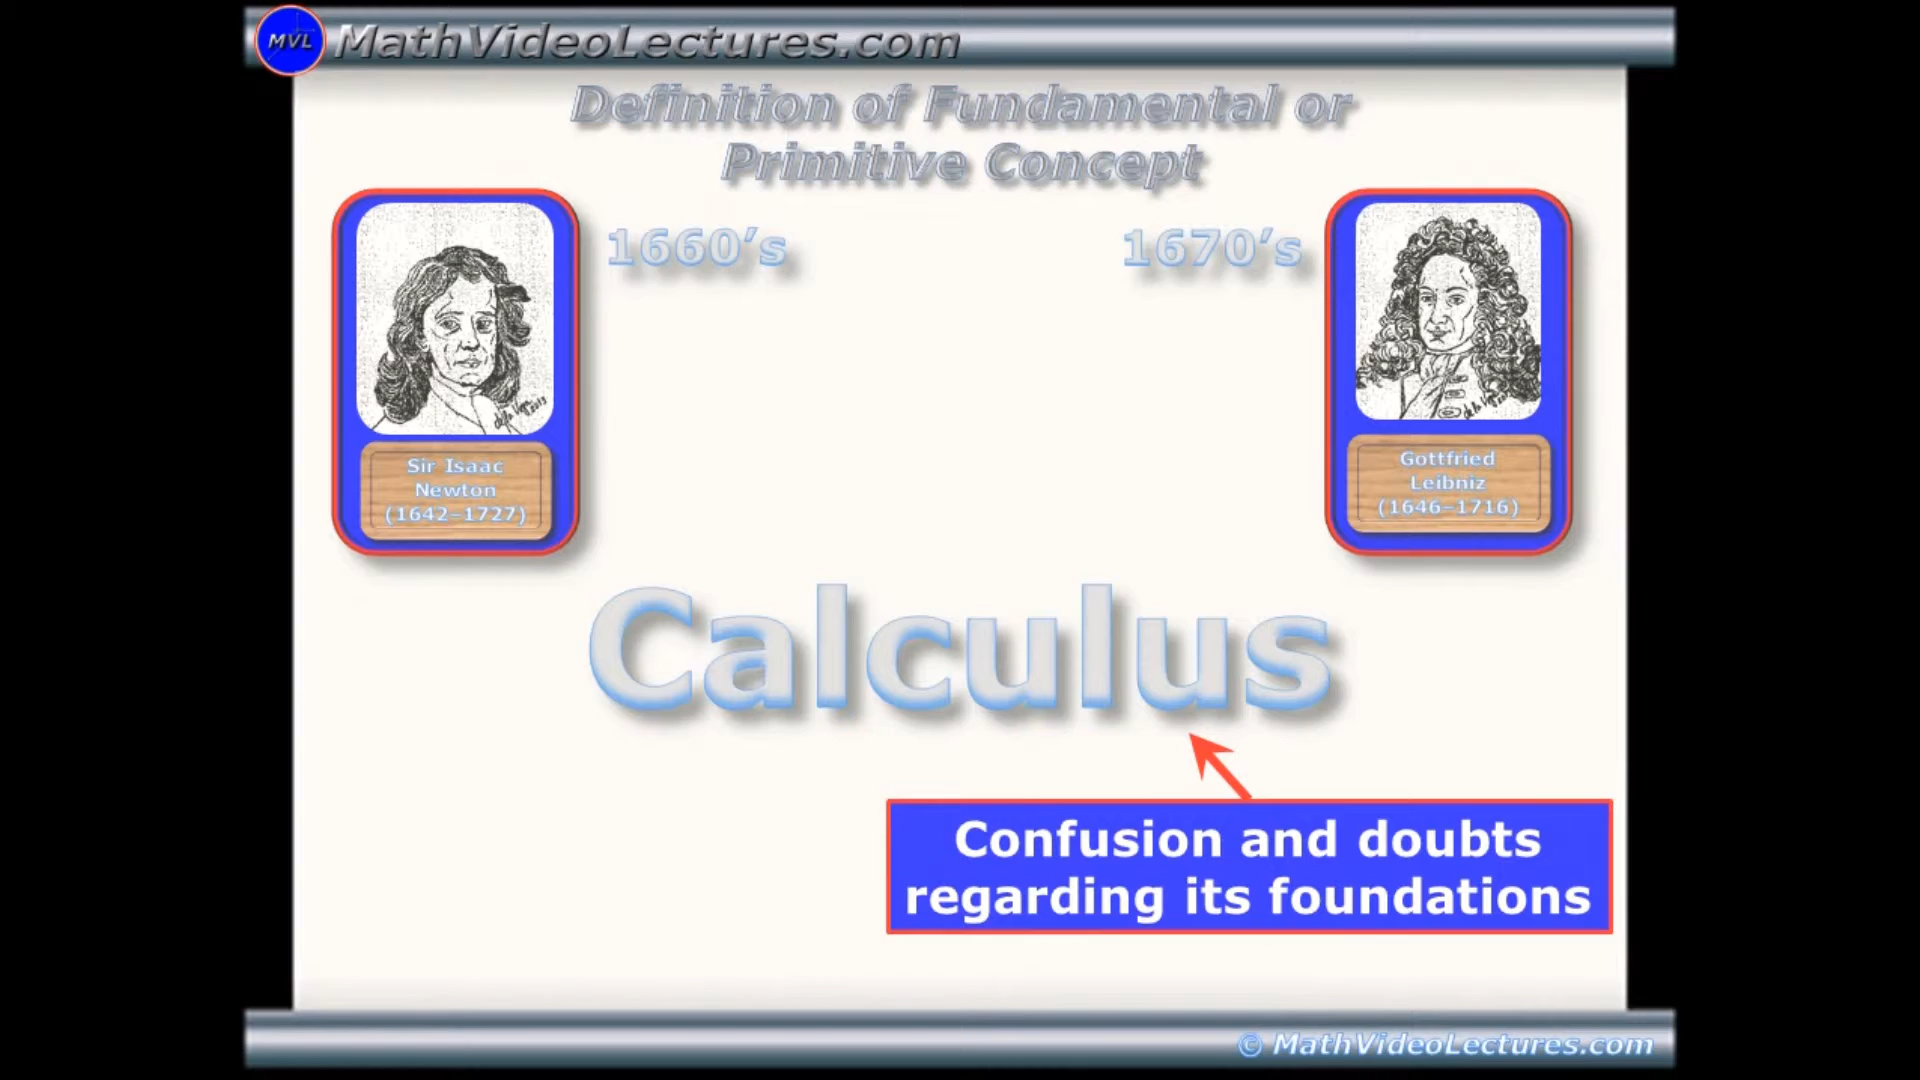 MVL MathVideoLectures.com
Definition of Fundamental or
Primitive Concept
1660’s
1670’s
Sir Isaac
Newton
(1642–1727)
Gottfried
Leibniz
(1646–1716)
Calculus
Confusion and doubts
regarding its foundations
© MathVideoLectures.com